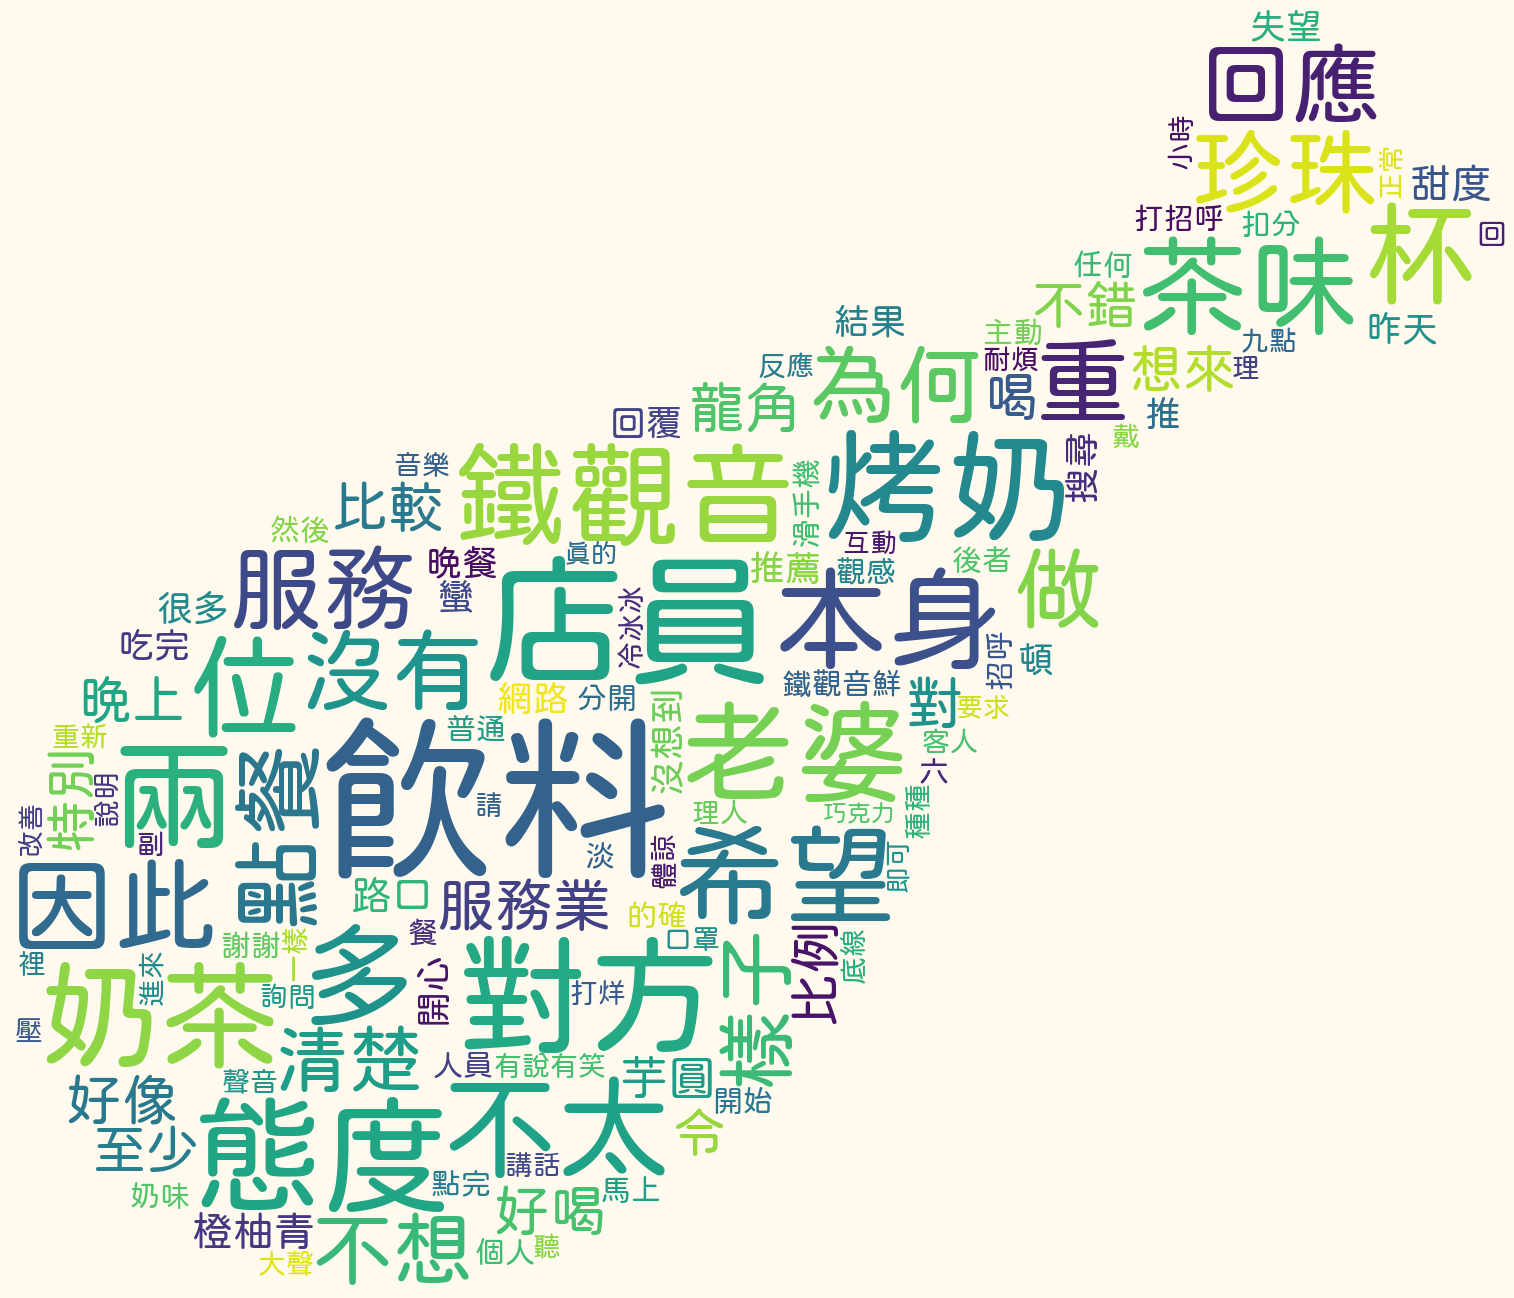 失望
回應
小時
珍珠
正常
甜度
打招呼
扣分
杯
回
任何
茶味
不錯
結果
主動
九點
昨天
反應
為何
耐煩
重
想來
理
龍角
喝
推
回覆
戴
音樂
鐵觀音
滑手機
烤奶
搜尋
比較
然後
互動
晚餐
真的
推薦
觀感
後者
服務
店員
本身
做
很多
蠻
冷冰冰
吃完
位
沒有
招呼
頓
晚上
網路
分開
鐵觀音鮮
對
要求
重新
普通
沒想到
老婆
客人
特別
兩
點餐
飲料
六
說明
請
理人
巧克力
種種
改善
副
淡
體諒
希望
即可
因此
路口
服務業
的確
謝謝
一樣
多
餐
口罩
樣子
比例
底線
裡
進來
奶茶
詢問
開心
對方
打烊
壓
清楚
人員
有說有笑
芋圓
聲音
開始
好像
態度
不太
令
至少
講話
奶味
點完
馬上
橙柚青
不想
好喝
大聲
個人
聽